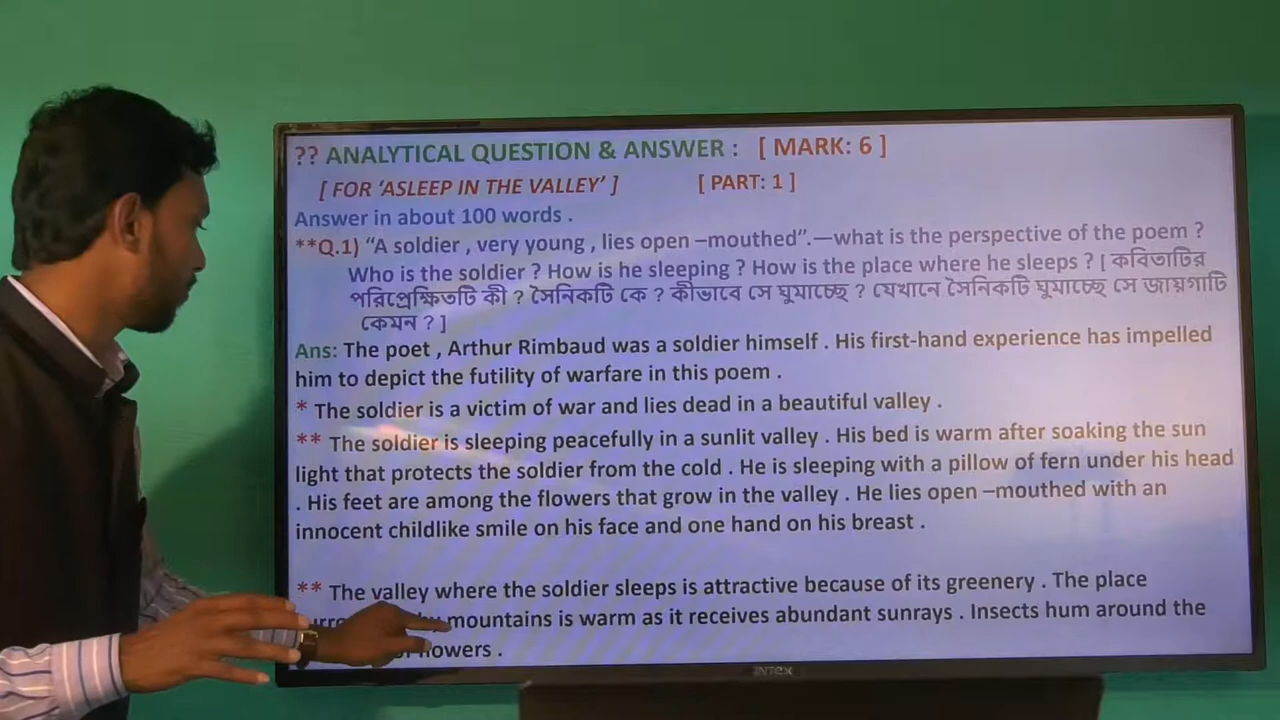 ?? ANALYTICAL QUESTION & ANSWER : [ MARK: 6 ]
[ FOR ‘ASLEEP IN THE VALLEY’ ] [ PART: 1 ]
Answer in about 100 words .
**Q.1) “A soldier , very young , lies open –mouthed”.—what is the perspective of the poem ?
Who is the soldier ? How is he sleeping ? How is the place where he sleeps ? [ কবিতাটির
পরিপ্রেক্ষিতটি কী ? সৈনিকটি কে ? কীভাবে সে ঘুমাচ্ছে ? যেখানে সৈনিকটি ঘুমাচ্ছে সে জায়গাটি
কেমন ? ]
Ans: The poet , Arthur Rimbaud was a soldier himself . His first-hand experience has impelled
him to depict the futility of warfare in this poem .
* The soldier is a victim of war and lies dead in a beautiful valley .
** The soldier is sleeping peacefully in a sunlit valley . His bed is warm after soaking the sun
light that protects the soldier from the cold . He is sleeping with a pillow of fern under his head
. His feet are among the flowers that grow in the valley . He lies open –mouthed with an
innocent childlike smile on his face and one hand on his breast .
** The valley where the soldier sleeps is attractive because of its greenery . The place
mountains is warm as it receives abundant sunrays . Insects hum around the
flowers .
INTEX